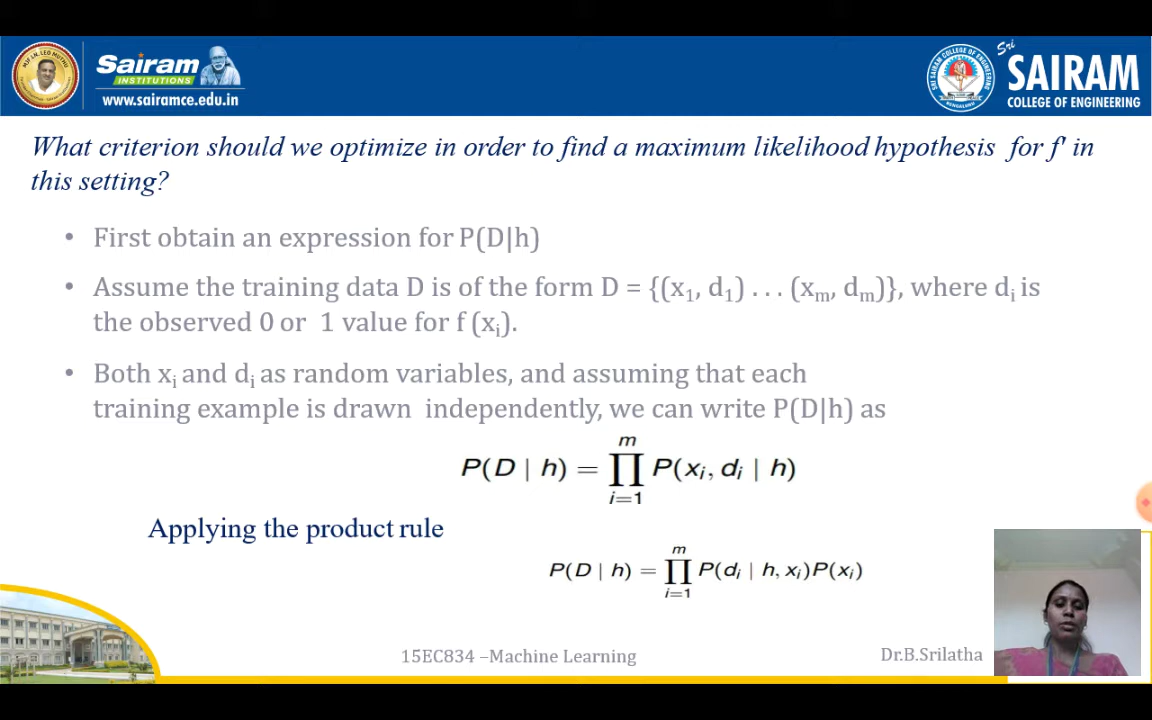 Sairam
INSTITUTIONS
www.sairamce.edu.in
Sri
SAIRAM
COLLEGE OF ENGINEERING
What criterion should we optimize in order to find a maximum likelihood hypothesis for f' in
this setting?
• First obtain an expression for P(D|h)
• Assume the training data D is of the form D = {(x₁, d₁) . . . (xₘ, dₘ)}, where dᵢ is
the observed 0 or 1 value for f (xᵢ).
• Both xᵢ and dᵢ as random variables, and assuming that each
training example is drawn independently, we can write P(D|h) as
P(D | h) = ∏ᵢ₌₁ᵐ P(xᵢ, dᵢ | h)
Applying the product rule
P(D | h) = ∏ᵢ₌₁ᵐ P(dᵢ | h, xᵢ)P(xᵢ)
15EC834 –Machine Learning
Dr.B.Srilatha